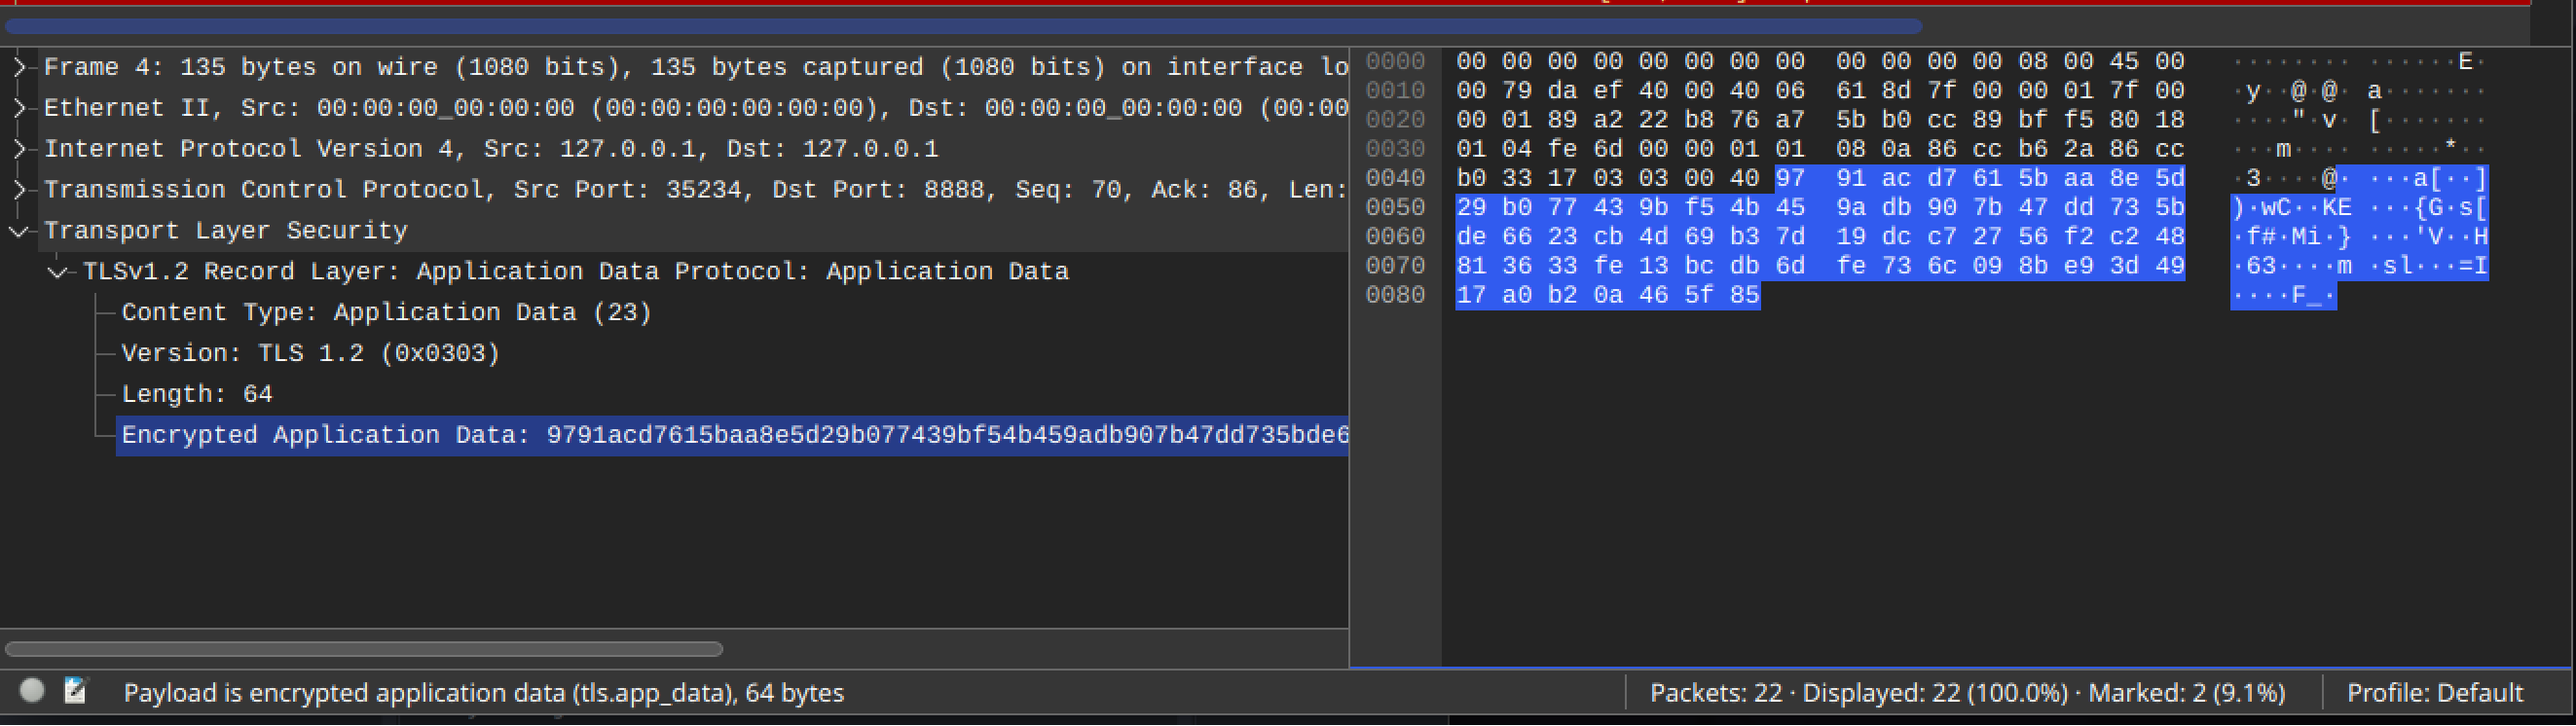 Frame 4: 135 bytes on wire (1080 bits), 135 bytes captured (1080 bits) on interface lo
Ethernet II, Src: 00:00:00_00:00:00 (00:00:00:00:00:00), Dst: 00:00:00_00:00:00 (00:00
Internet Protocol Version 4, Src: 127.0.0.1, Dst: 127.0.0.1
Transmission Control Protocol, Src Port: 35234, Dst Port: 8888, Seq: 70, Ack: 86, Len:
Transport Layer Security
TLSv1.2 Record Layer: Application Data Protocol: Application Data
Content Type: Application Data (23)
Version: TLS 1.2 (0x0303)
Length: 64
Encrypted Application Data: 9791acd7615baa8e5d29b077439bf54b459adb907b47dd735bde6
0000 00 00 00 00 00 00 00 00 00 00 00 00 08 00 45 00 ········ ······E·
0010 00 79 da ef 40 00 40 06 61 8d 7f 00 00 01 7f 00 ·y··@·@· a·······
0020 00 01 89 a2 22 b8 76 a7 5b b0 cc 89 bf f5 80 18 ····"·v· [·······
0030 01 04 fe 6d 00 00 01 01 08 0a 86 cc b6 2a 86 cc ···m···· ·····*··
0040 b0 33 17 03 03 00 40 97 91 ac d7 61 5b aa 8e 5d ·3····@· ···a[··]
0050 29 b0 77 43 9b f5 4b 45 9a db 90 7b 47 dd 73 5b )·wC··KE ···{G·s[
0060 de 66 23 cb 4d 69 b3 7d 19 dc c7 27 56 f2 c2 48 ·f#·Mi·} ···'V··H
0070 81 36 33 fe 13 bc db 6d fe 73 6c 09 8b e9 3d 49 ·63····m ·sl···=I
0080 17 a0 b2 0a 46 5f 85 ····F_·
Payload is encrypted application data (tls.app_data), 64 bytes
Packets: 22 · Displayed: 22 (100.0%) · Marked: 2 (9.1%)
Profile: Default